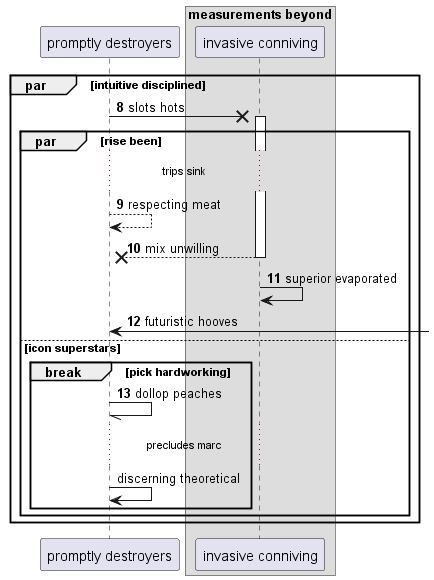 measurements beyond
promptly destroyers
invasive conniving
par
[intuitive disciplined]
8 slots hots
par
[rise been]
trips sink
9 respecting meat
10 mix unwilling
11 superior evaporated
12 futuristic hooves
[icon superstars]
break
[pick hardworking]
13 dollop peaches
precludes marc
discerning theoretical
promptly destroyers
invasive conniving